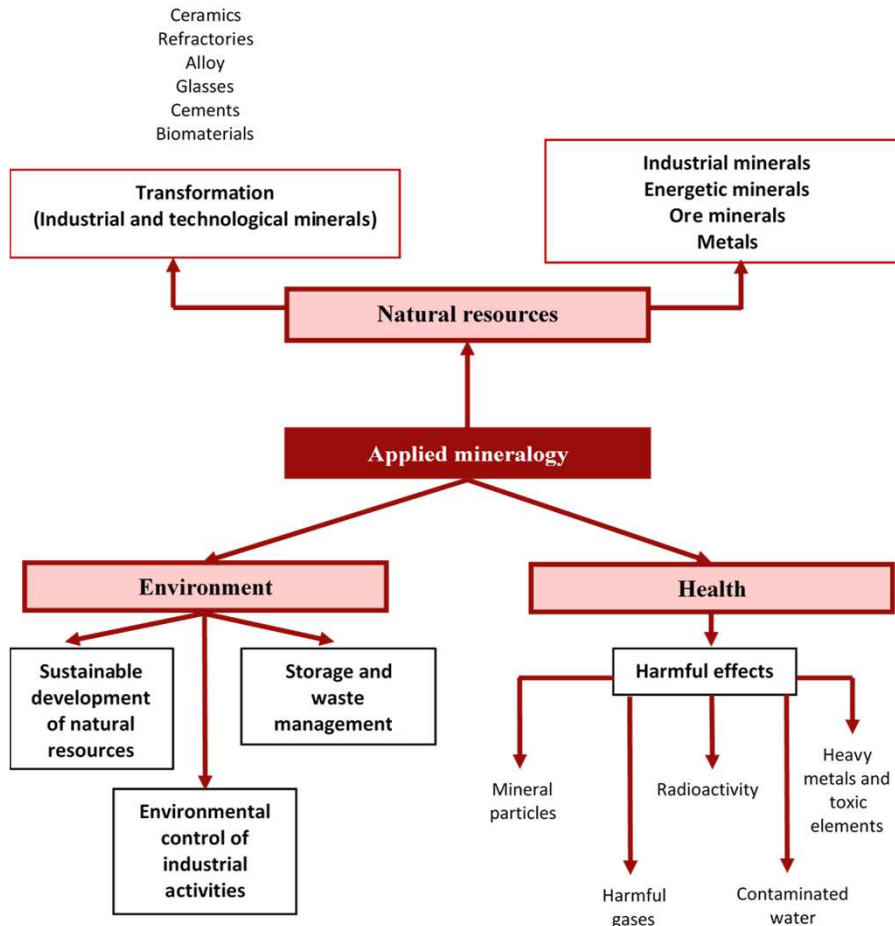 Ceramics
Refractories
Alloy
Glasses
Cements
Biomaterials
Transformation
(Industrial and technological minerals)
Industrial minerals
Energetic minerals
Ore minerals
Metals
Natural resources
Applied mineralogy
Environment
Health
Sustainable
development
of natural
resources
Storage and
waste
management
Environmental
control of
industrial
activities
Harmful effects
Mineral
particles
Harmful
gases
Radioactivity
Contaminated
water
Heavy
metals and
toxic
elements